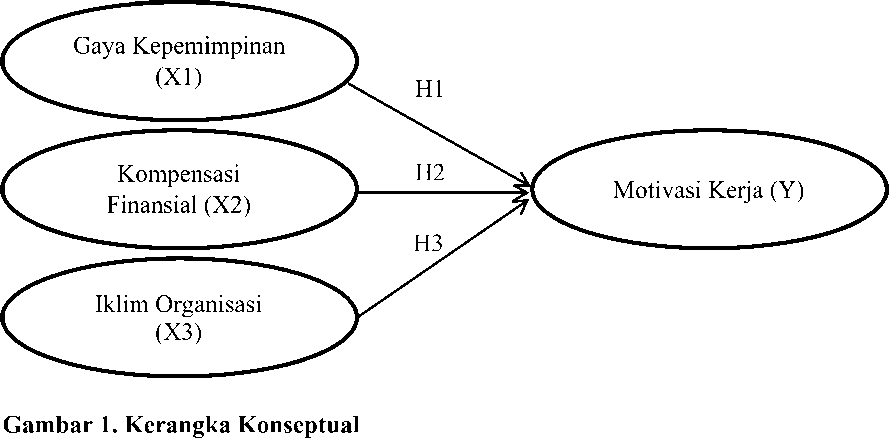 Gaya Kepemimpinan
(X1)
H1
Kompensasi
Finansial (X2)
H2
Motivasi Kerja (Y)
H3
Iklim Organisasi
(X3)
Gambar 1. Kerangka Konseptual